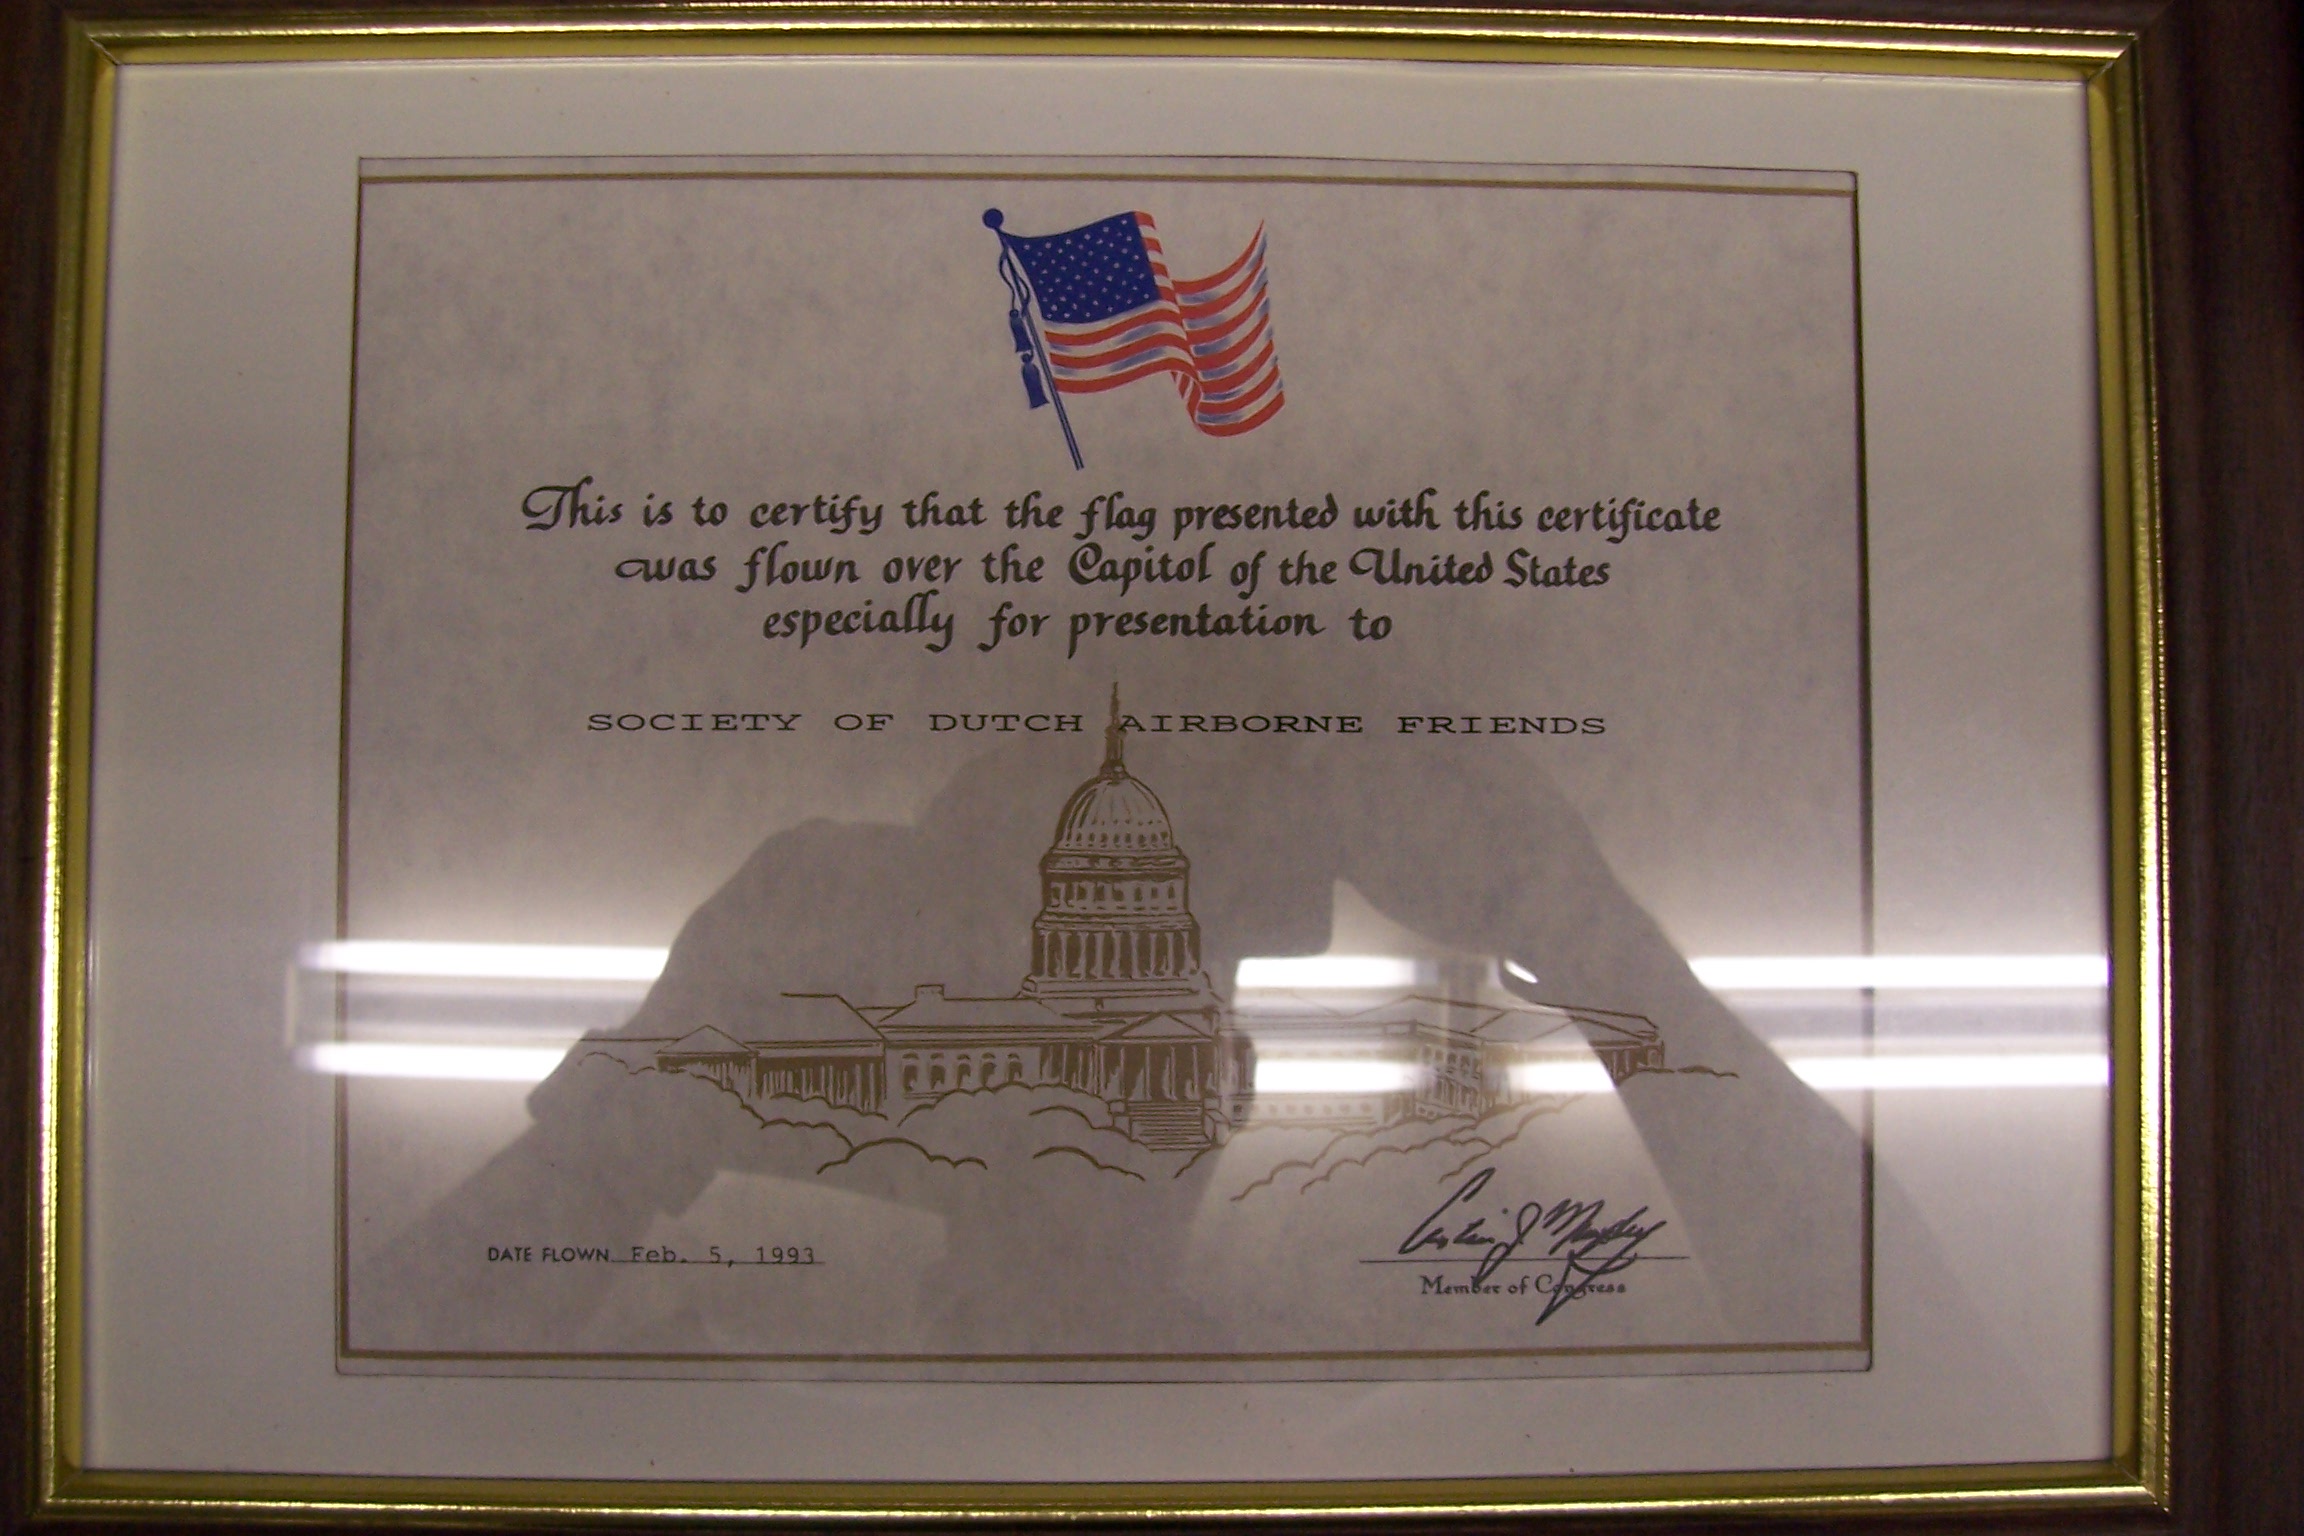 This is to certify that the flag presented with this certificate
was flown over the Capitol of the United States
especially for presentation to
SOCIETY OF DUTCH AIRBORNE FRIENDS
DATE FLOWN Feb. 5, 1993
Member of Congress